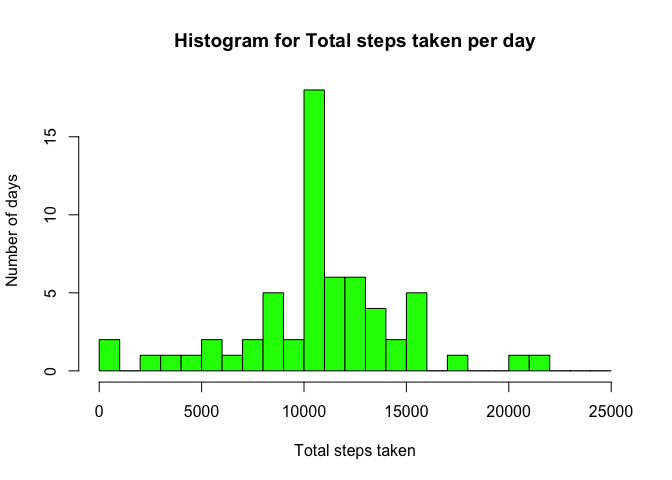 Histogram for Total steps taken per day
Number of days
15
10
5
0
0 5000 10000 15000 20000 25000
Total steps taken